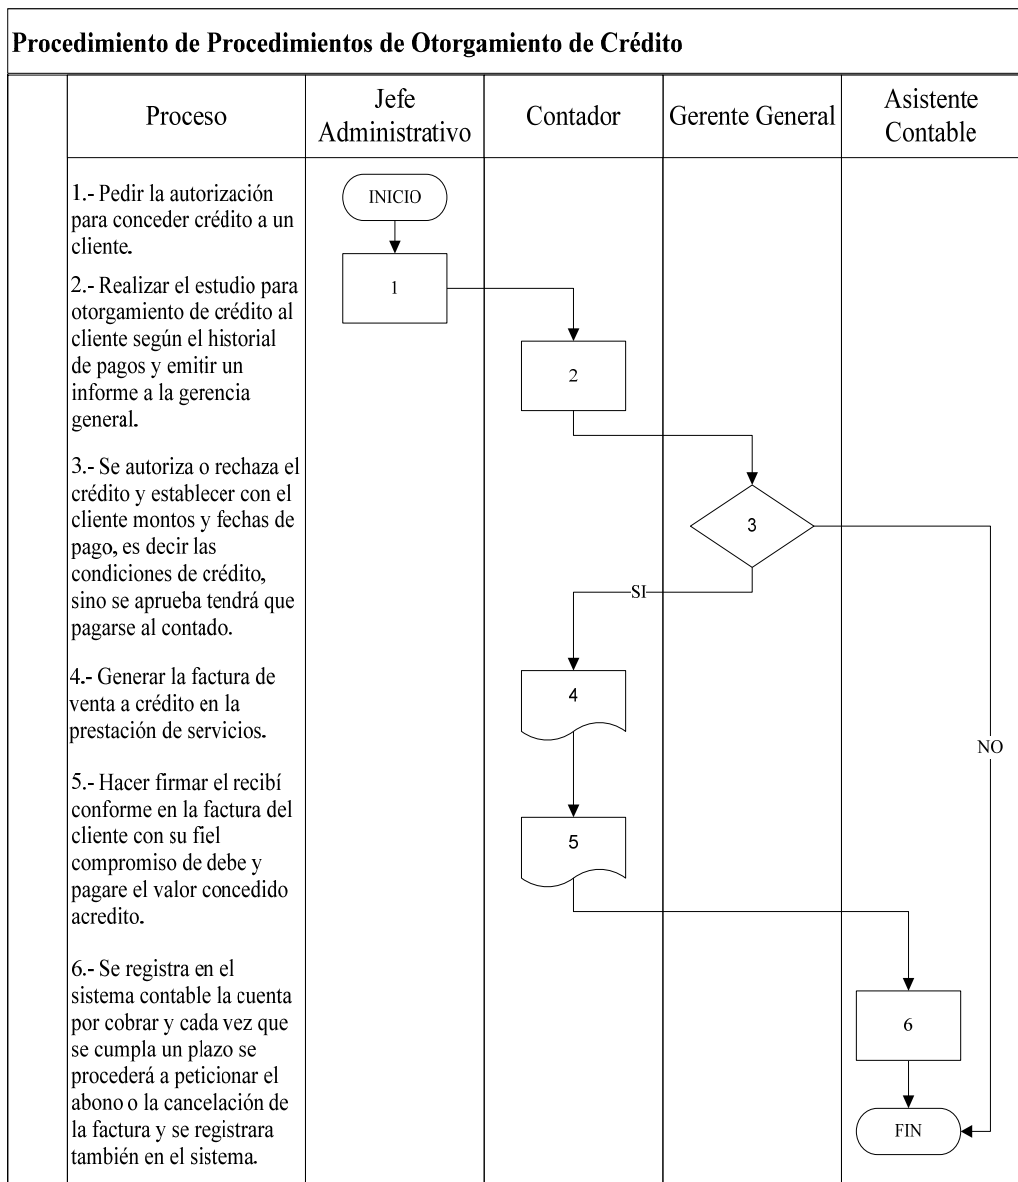 Procedimiento de Procedimientos de Otorgamiento de Crédito
Proceso
Jefe
Administrativo
Contador
Gerente General
Asistente
Contable
1.- Pedir la autorización
para conceder crédito a un
cliente.
2.- Realizar el estudio para
otorgamiento de crédito al
cliente según el historial
de pagos y emitir un
informe a la gerencia
general.
3.- Se autoriza o rechaza el
crédito y establecer con el
cliente montos y fechas de
pago, es decir las
condiciones de crédito,
sino se aprueba tendrá que
pagarse al contado.
4.- Generar la factura de
venta a crédito en la
prestación de servicios.
5.- Hacer firmar el recibí
conforme en la factura del
cliente con su fiel
compromiso de debe y
pagare el valor concedido
acredito.
6.- Se registra en el
sistema contable la cuenta
por cobrar y cada vez que
se cumpla un plazo se
procederá a peticionar el
abono o la cancelación de
la factura y se registrara
también en el sistema.
INICIO
1
2
3
SI
4
NO
5
6
FIN